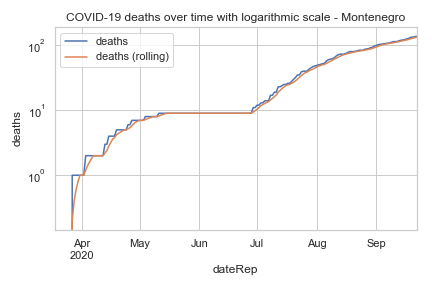 COVID-19 deaths over time with logarithmic scale - Montenegro
deaths
deaths (rolling)
10²
10¹
10⁰
deaths
Apr
2020
May
Jun
Jul
Aug
Sep
dateRep